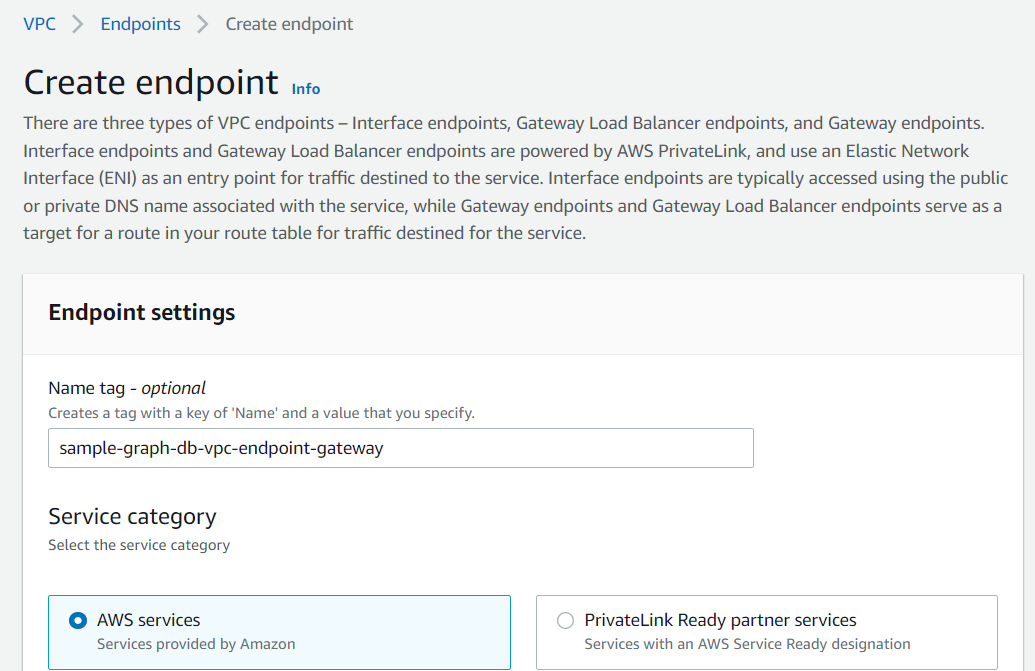 VPC > Endpoints > Create endpoint
Create endpoint Info
There are three types of VPC endpoints – Interface endpoints, Gateway Load Balancer endpoints, and Gateway endpoints.
Interface endpoints and Gateway Load Balancer endpoints are powered by AWS PrivateLink, and use an Elastic Network
Interface (ENI) as an entry point for traffic destined to the service. Interface endpoints are typically accessed using the public
or private DNS name associated with the service, while Gateway endpoints and Gateway Load Balancer endpoints serve as a
target for a route in your route table for traffic destined for the service.
Endpoint settings
Name tag - optional
Creates a tag with a key of 'Name' and a value that you specify.
sample-graph-db-vpc-endpoint-gateway
Service category
Select the service category
AWS services
Services provided by Amazon
PrivateLink Ready partner services
Services with an AWS Service Ready designation